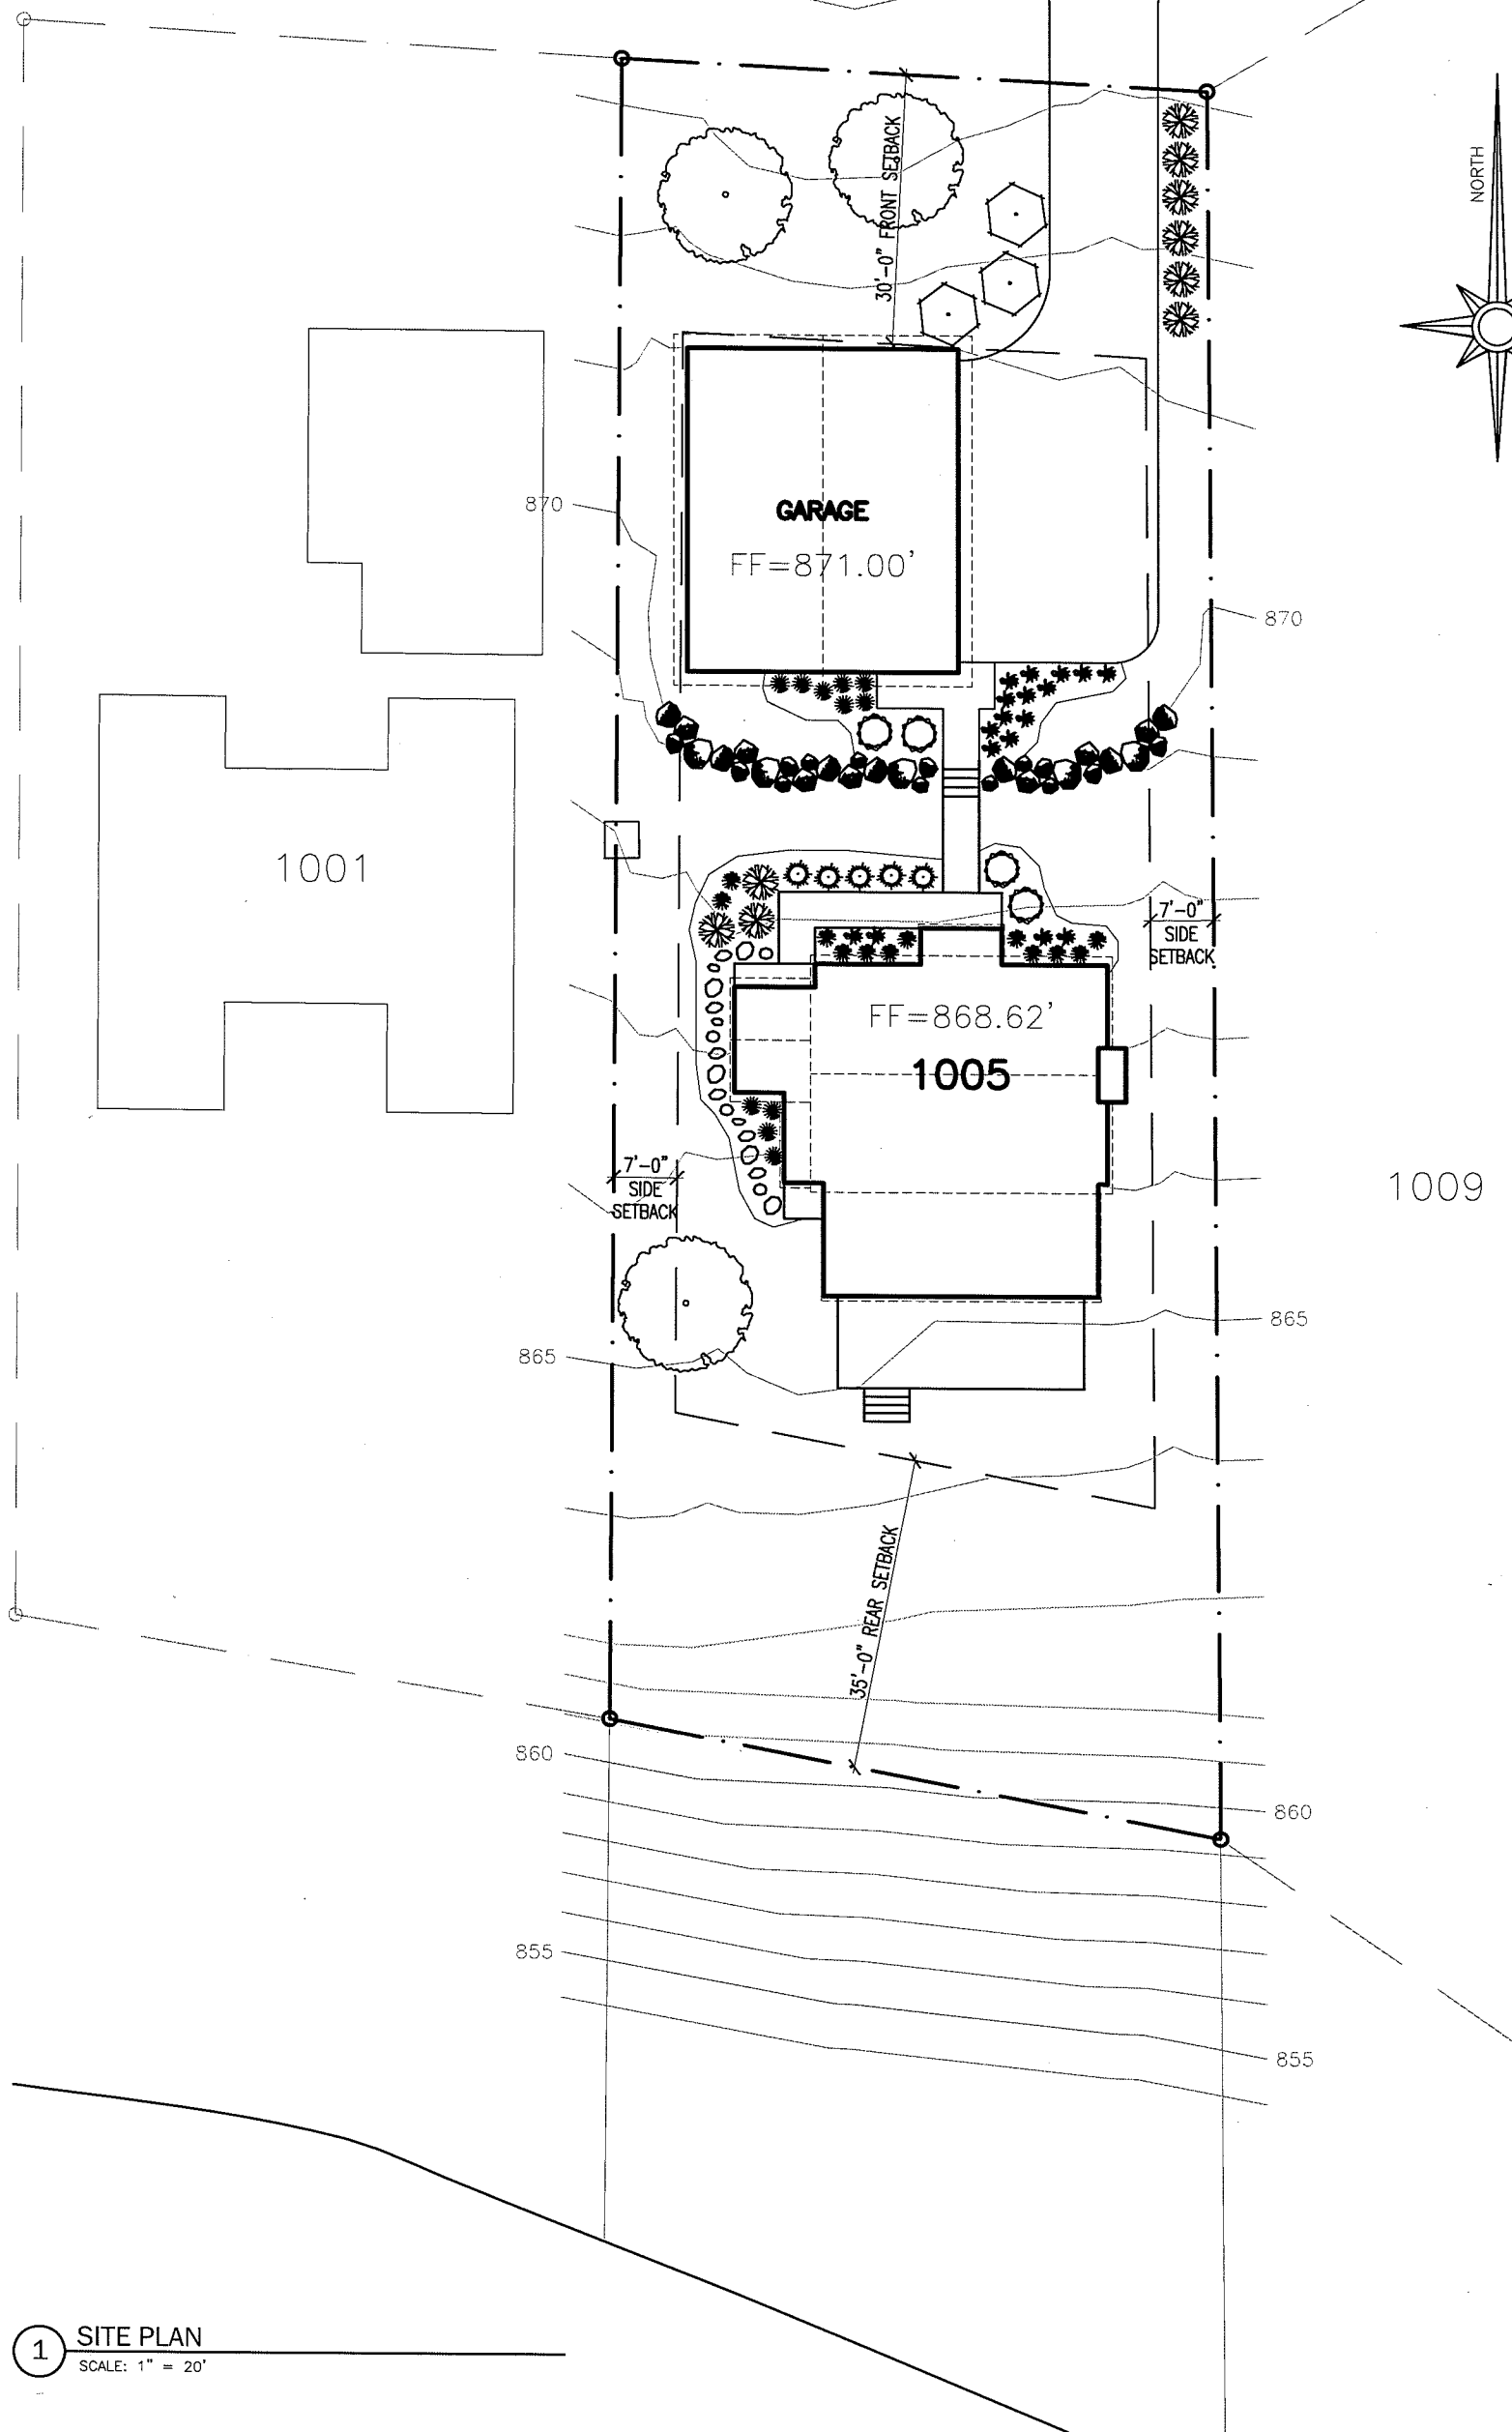 30'-0" FRONT SETBACK
NORTH
GARAGE
FF=871.00'
870
870
1001
7'-0"
SIDE
SETBACK
FF=868.62'
1005
7'-0"
SIDE
SETBACK
1009
865
865
35'-0" REAR SETBACK
860
860
855
855
1
SITE PLAN
SCALE: 1" = 20'